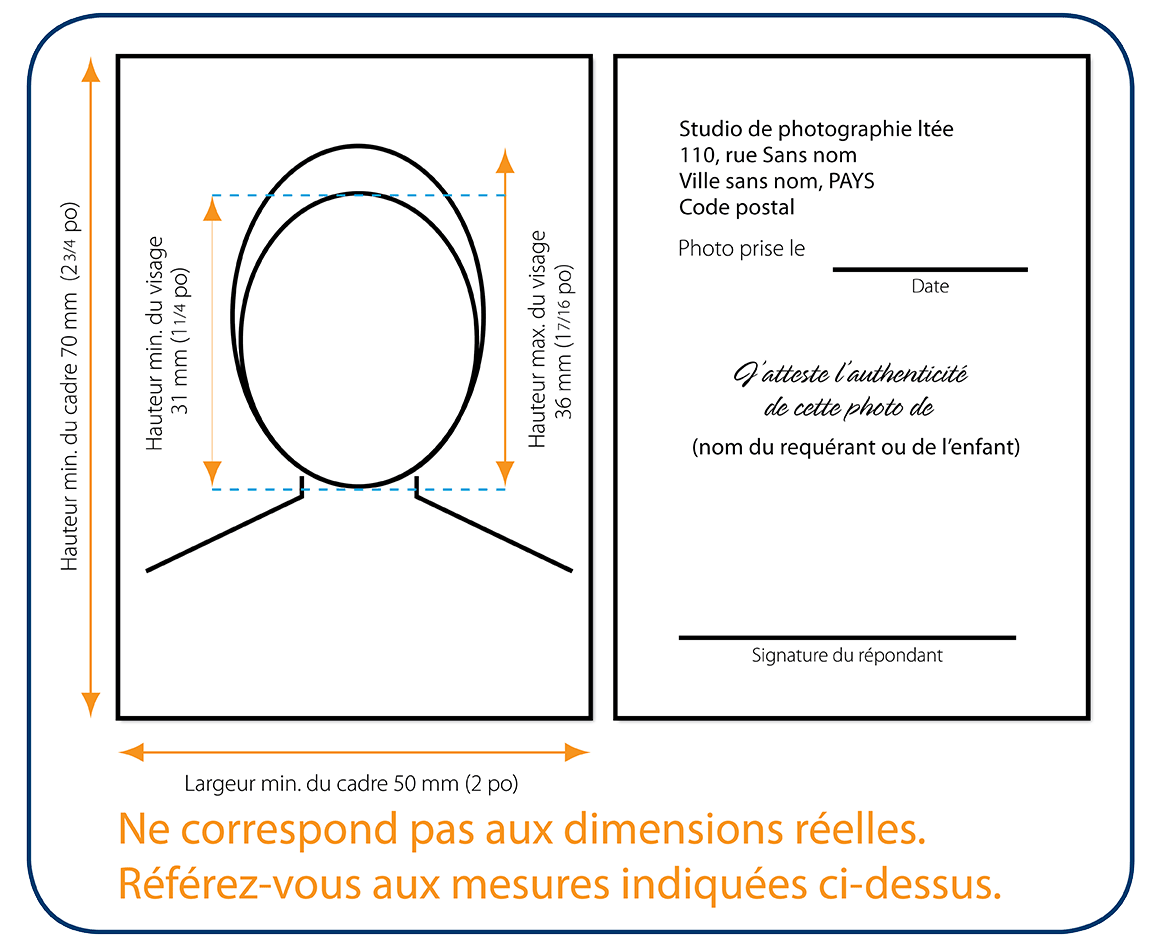 Hauteur min. du cadre 70 mm (2 3/4 po)
Hauteur min. du visage
31 mm (1 1/4 po)
Hauteur max. du visage
36 mm (1 7/16 po)
Largeur min. du cadre 50 mm (2 po)
Studio de photographie ltée
110, rue Sans nom
Ville sans nom, PAYS
Code postal
Photo prise le
Date
J'atteste l'authenticité
de cette photo de
(nom du requérant ou de l'enfant)
Signature du répondant
Ne correspond pas aux dimensions réelles.
Référez-vous aux mesures indiquées ci-dessus.